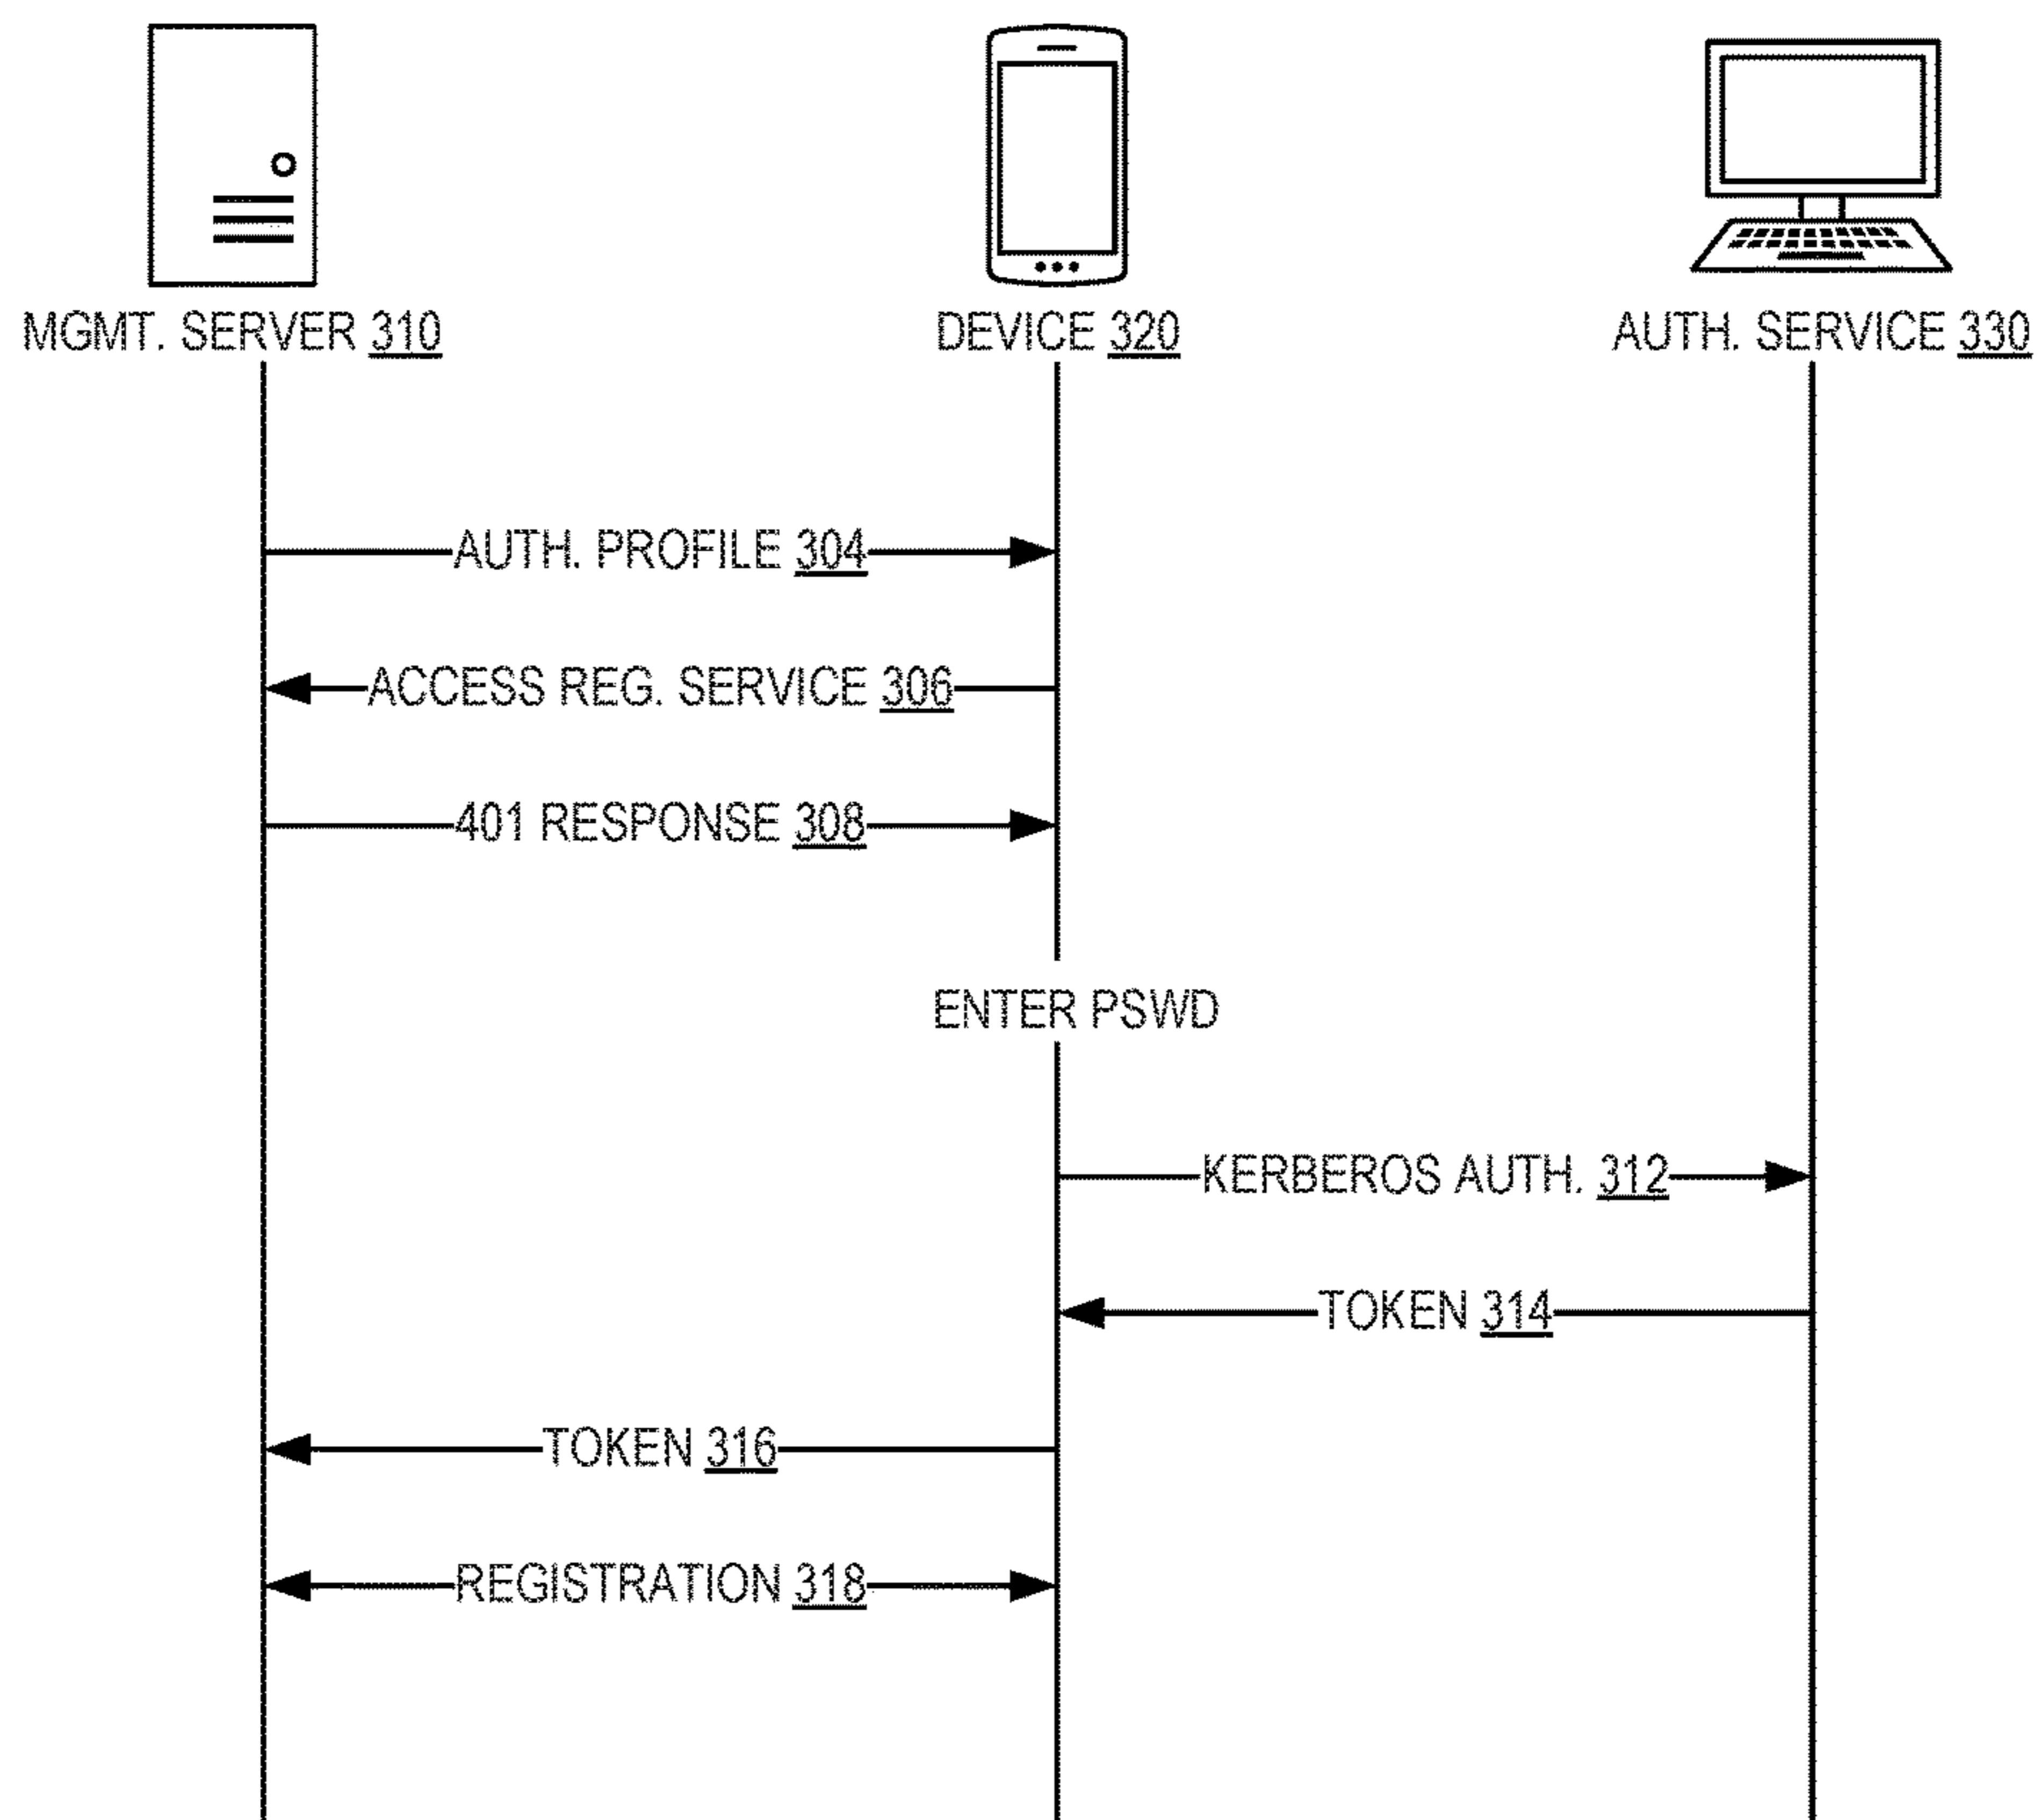 MGMT. SERVER 310
DEVICE 320
AUTH. SERVICE 330
AUTH. PROFILE 304
ACCESS REG. SERVICE 306
401 RESPONSE 308
ENTER PSWD
KERBEROS AUTH. 312
TOKEN 314
TOKEN 316
REGISTRATION 318